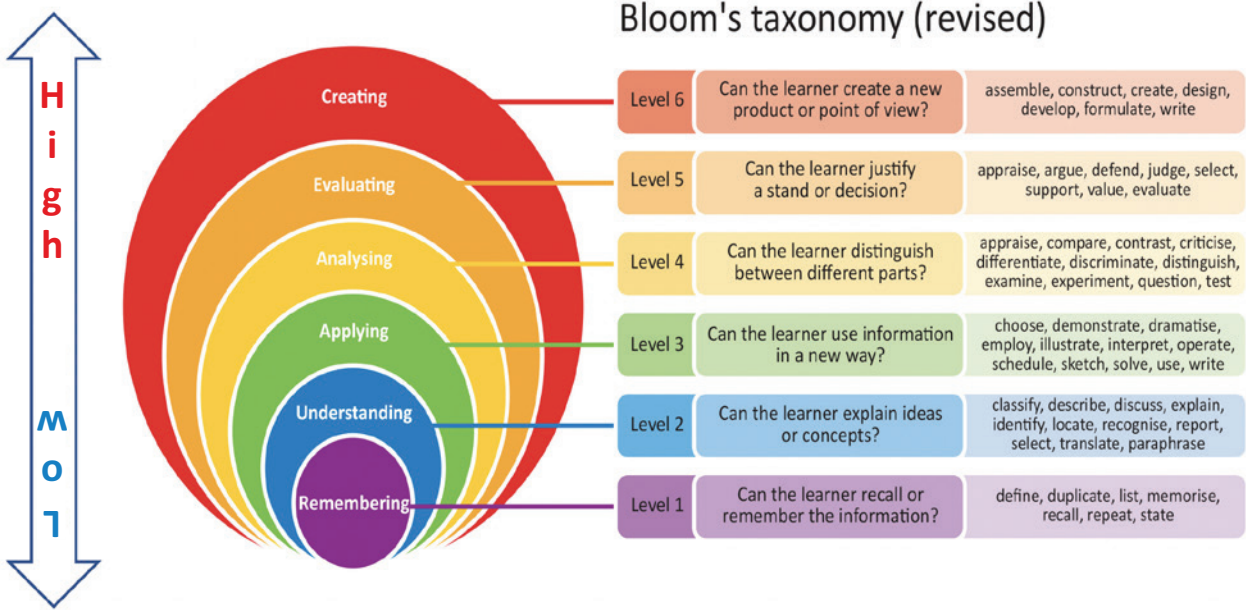 Bloom's taxonomy (revised)
High
Low
Creating
Evaluating
Analysing
Applying
Understanding
Remembering
Level 6
Can the learner create a new
product or point of view?
assemble, construct, create, design,
develop, formulate, write
Level 5
Can the learner justify
a stand or decision?
appraise, argue, defend, judge, select,
support, value, evaluate
Level 4
Can the learner distinguish
between different parts?
appraise, compare, contrast, criticise,
differentiate, discriminate, distinguish,
examine, experiment, question, test
Level 3
Can the learner use information
in a new way?
choose, demonstrate, dramatise,
employ, illustrate, interpret, operate,
schedule, sketch, solve, use, write
Level 2
Can the learner explain ideas
or concepts?
classify, describe, discuss, explain,
identify, locate, recognise, report,
select, translate, paraphrase
Level 1
Can the learner recall or
remember the information?
define, duplicate, list, memorise,
recall, repeat, state